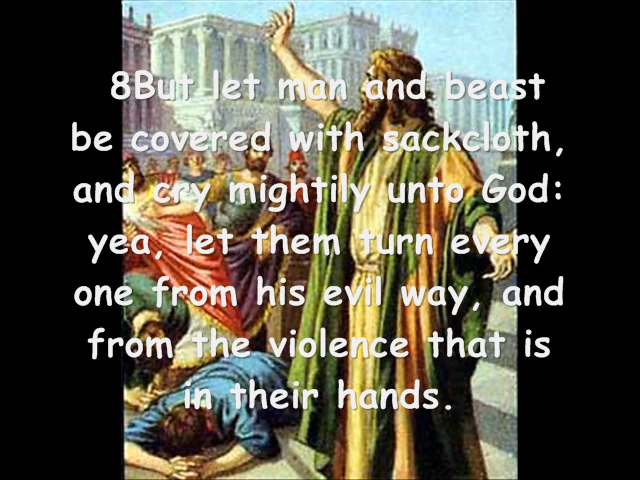 8But let man and beast
be covered with sackcloth,
and cry mightily unto God:
yea, let them turn every
one from his evil way, and
from the violence that is
in their hands.